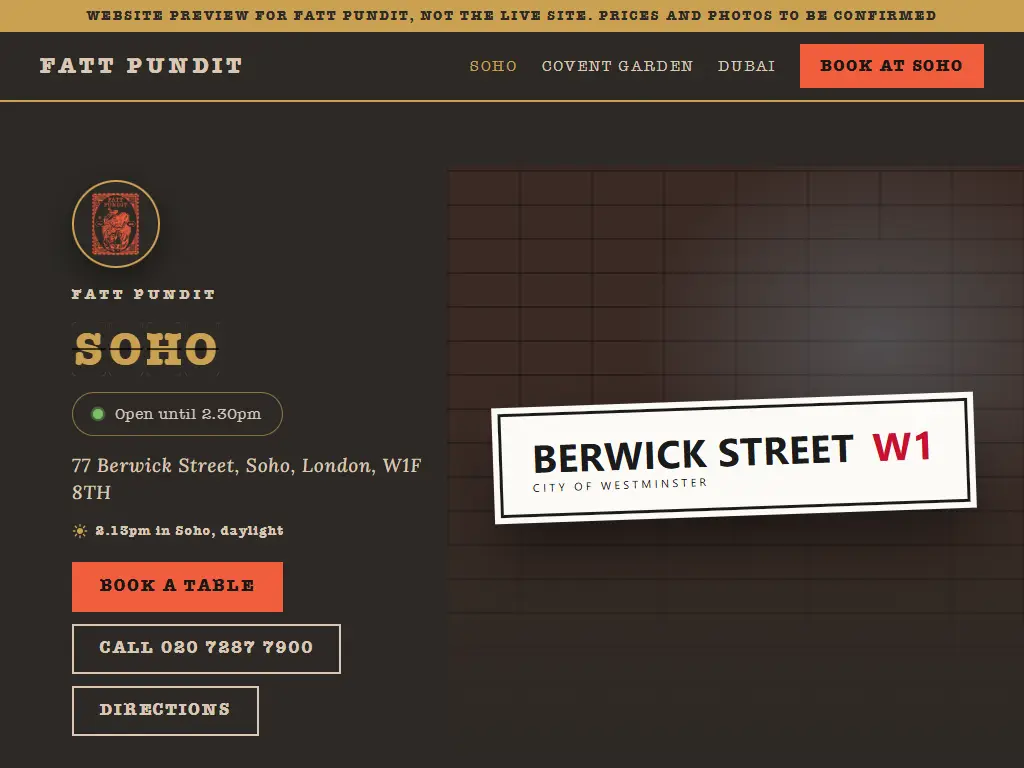 WEBSITE PREVIEW FOR FATT PUNDIT, NOT THE LIVE SITE. PRICES AND PHOTOS TO BE CONFIRMED
FATT PUNDIT
SOHO
COVENT GARDEN
DUBAI
BOOK AT SOHO
FATT PUNDIT
FATT PUNDIT
SOHO
Open until 2.30pm
77 Berwick Street, Soho, London, W1F
8TH
2.13pm in Soho, daylight
BOOK A TABLE
CALL 020 7287 7900
DIRECTIONS
BERWICK STREET W1
CITY OF WESTMINSTER